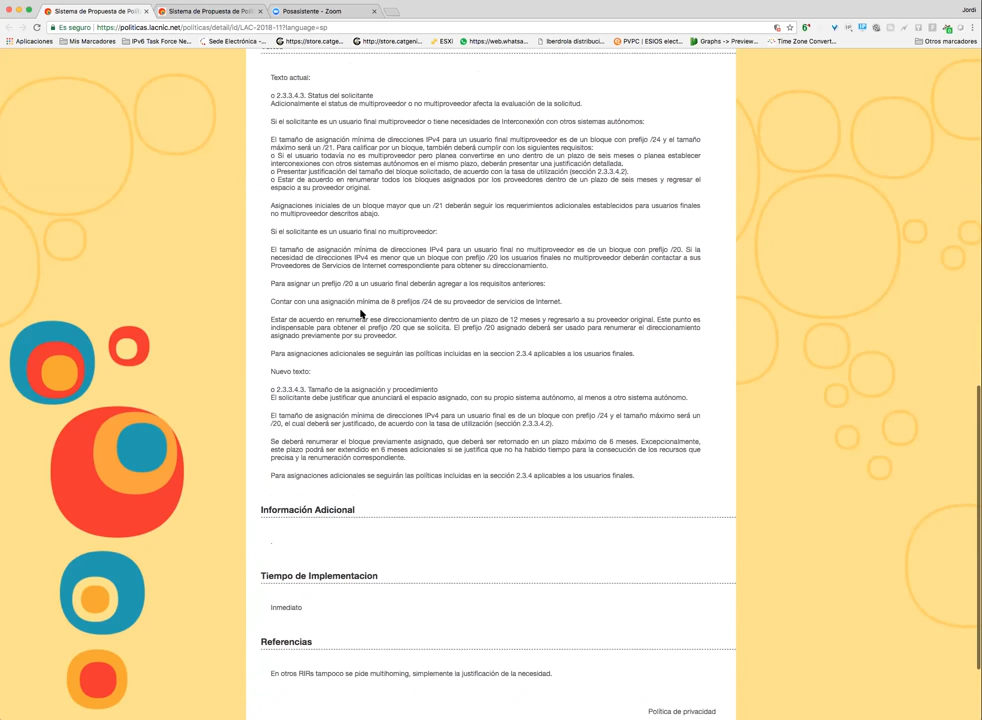 Sistema de Propuesta de Polí
Sistema de Propuesta de Polí
Posasistente - Zoom
Jordi
Es seguro
https://politicas.lacnic.net/politicas/detail/id/LAC-2018-11?language=sp
Aplicaciones
Mis Marcadores
IPv6 Task Force Ne...
Sede Electrónica -...
https://store.catge...
http://store.catgeni...
ESXi
https://web.whatsa...
Iberdrola distribuci...
PVPC | ESIOS elect...
Graphs -> Preview...
Time Zone Convert...
Otros marcadores
Texto actual:
o 2.3.3.4.3. Status del solicitante
Adicionalmente el status de multiproveedor o no multiproveedor afecta la evaluación de la solicitud.
Si el solicitante es un usuario final multiproveedor o tiene necesidades de Interconexión con otros sistemas autónomos:
El tamaño de asignación mínima de direcciones IPv4 para un usuario final multiproveedor es de un bloque con prefijo /24 y el tamaño
máximo será un /21. Para calificar por un bloque, también deberá cumplir con los siguientes requisitos:
o Si el usuario todavía no es multiproveedor pero planea convertirse en uno dentro de un plazo de seis meses o planea establecer
interconexiones con otros sistemas autónomos en el mismo plazo, deberán presentar una justificación detallada.
o Presentar justificación del tamaño del bloque solicitado, de acuerdo con la tasa de utilización (sección 2.3.3.4.2).
o Estar de acuerdo en renumerar todos los bloques asignados por los proveedores dentro de un plazo de seis meses y regresar el
espacio a su proveedor original.
Asignaciones iniciales de un bloque mayor que un /21 deberán seguir los requerimientos adicionales establecidos para usuarios finales
no multiproveedor descritos abajo.
Si el solicitante es un usuario final no multiproveedor:
El tamaño de asignación mínima de direcciones IPv4 para un usuario final no multiproveedor es de un bloque con prefijo /20. Si la
necesidad de direcciones IPv4 es menor que un bloque con prefijo /20 los usuarios finales no multiproveedor deberán contactar a sus
Proveedores de Servicios de Internet correspondiente para obtener su direccionamiento.
Para asignar un prefijo /20 a un usuario final deberán agregar a los requisitos anteriores:
Contar con una asignación mínima de 8 prefijos /24 de su proveedor de servicios de Internet.
Estar de acuerdo en renumerar ese direccionamiento dentro de un plazo de 12 meses y regresarlo a su proveedor original. Este punto es
indispensable para obtener el prefijo /20 que se solicita. El prefijo /20 asignado deberá ser usado para renumerar el direccionamiento
asignado previamente por su proveedor.
Para asignaciones adicionales se seguirán las políticas incluidas en la seccion 2.3.4 aplicables a los usuarios finales.
Nuevo texto:
o 2.3.3.4.3. Tamaño de la asignación y procedimiento
El solicitante debe justificar que anunciará el espacio asignado, con su propio sistema autónomo, al menos a otro sistema autónomo.
El tamaño de asignación mínima de direcciones IPv4 para un usuario final es de un bloque con prefijo /24 y el tamaño máximo será un
/20, el cual deberá ser justificado, de acuerdo con la tasa de utilización (sección 2.3.3.4.2).
Se deberá renumerar el bloque previamente asignado, que deberá ser retornado en un plazo máximo de 6 meses. Excepcionalmente,
este plazo podrá ser extendido en 6 meses adicionales si se justifica que no ha habido tiempo para la consecución de los recursos que
precisa y la renumeración correspondiente.
Para asignaciones adicionales se seguirán las políticas incluidas en la sección 2.3.4 aplicables a los usuarios finales.
Información Adicional
.
Tiempo de Implementacion
Inmediato
Referencias
En otros RIRs tampoco se pide multihoming, simplemente la justificación de la necesidad.
Política de privacidad